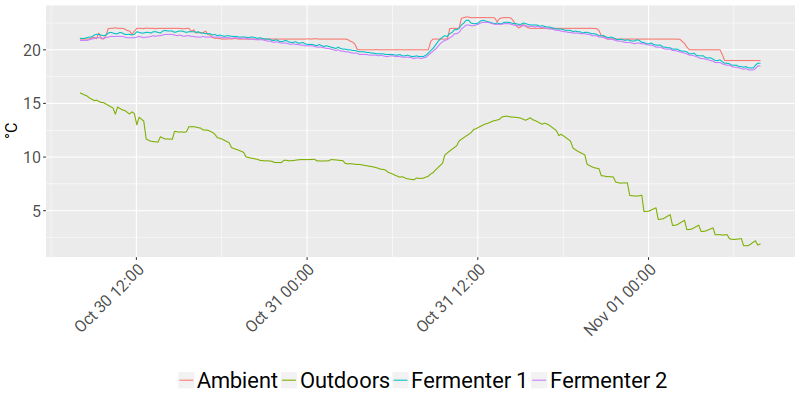 °C
20
15
10
5
Oct 30 12:00
Oct 31 00:00
Oct 31 12:00
Nov 01 00:00
Ambient Outdoors Fermenter 1 Fermenter 2